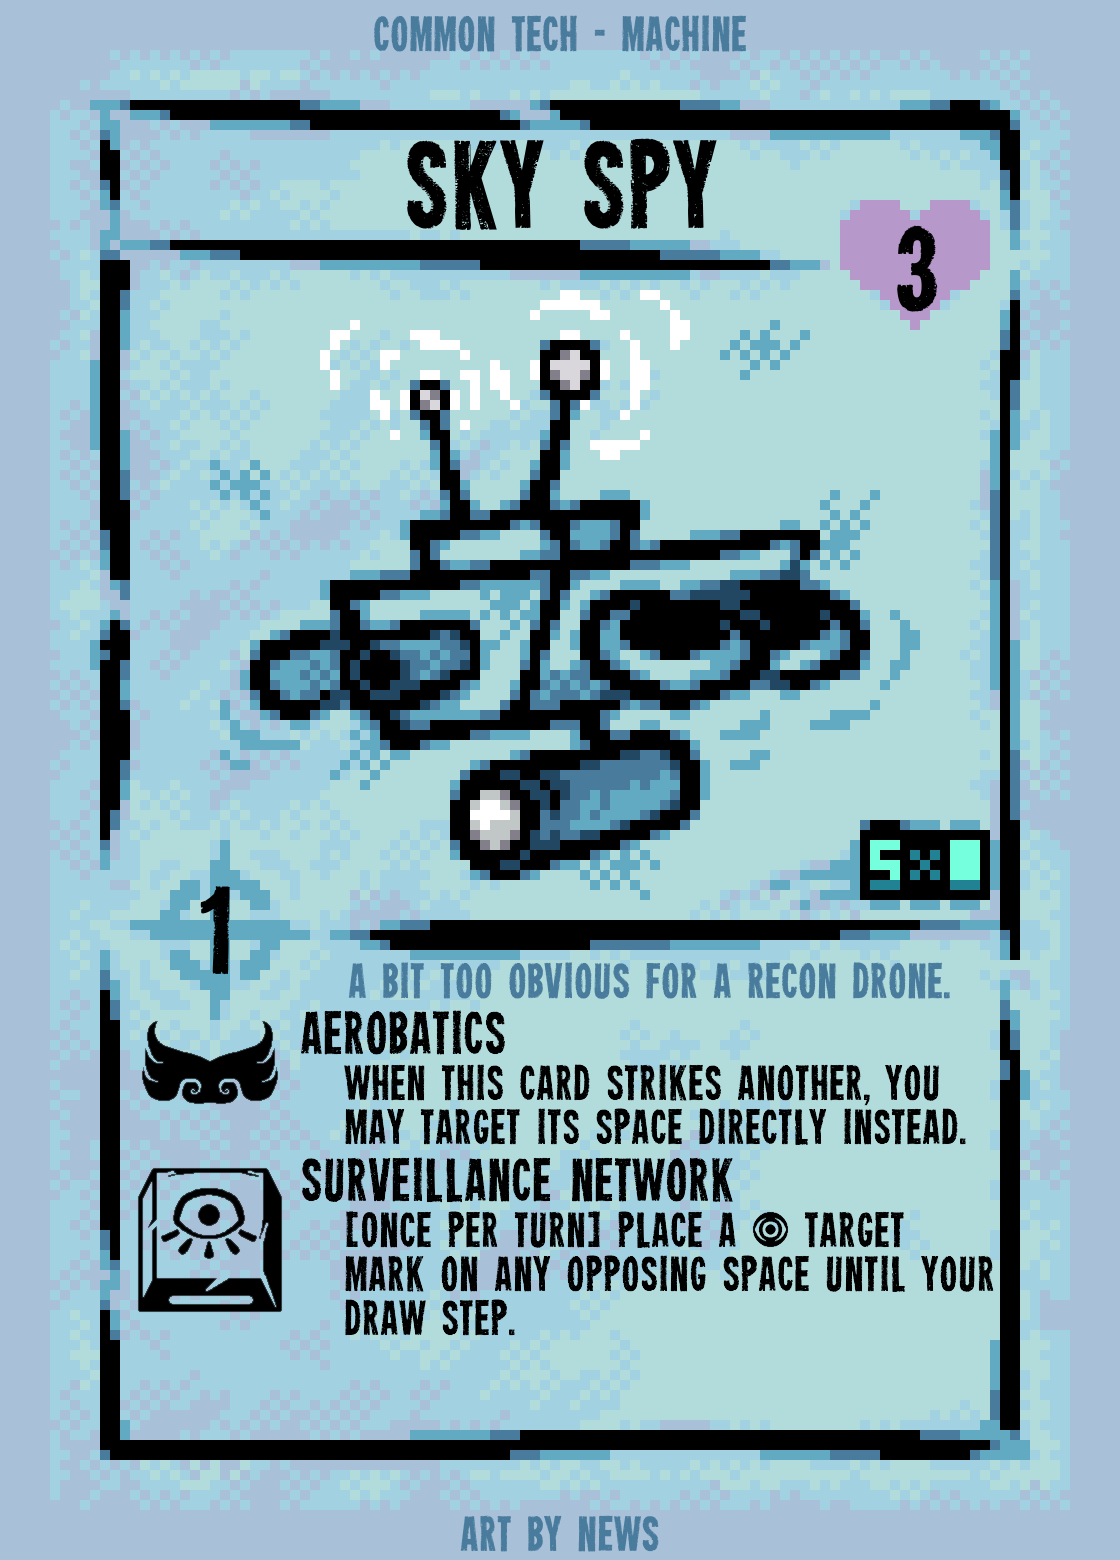 COMMON TECH - MACHINE
SKY SPY
3
5×
1
A BIT TOO OBVIOUS FOR A RECON DRONE.
AEROBATICS
WHEN THIS CARD STRIKES ANOTHER, YOU
MAY TARGET ITS SPACE DIRECTLY INSTEAD.
SURVEILLANCE NETWORK
[ONCE PER TURN] PLACE A TARGET
MARK ON ANY OPPOSING SPACE UNTIL YOUR
DRAW STEP.
ART BY NEWS